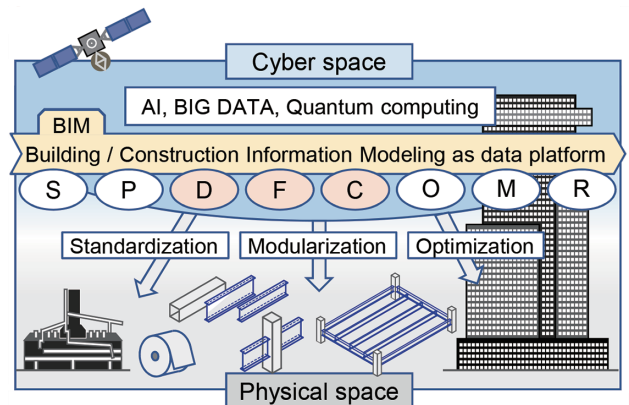 Cyber space
AI, BIG DATA, Quantum computing
BIM
Building / Construction Information Modeling as data platform
S P D F C O M R
Standardization Modularization Optimization
Physical space